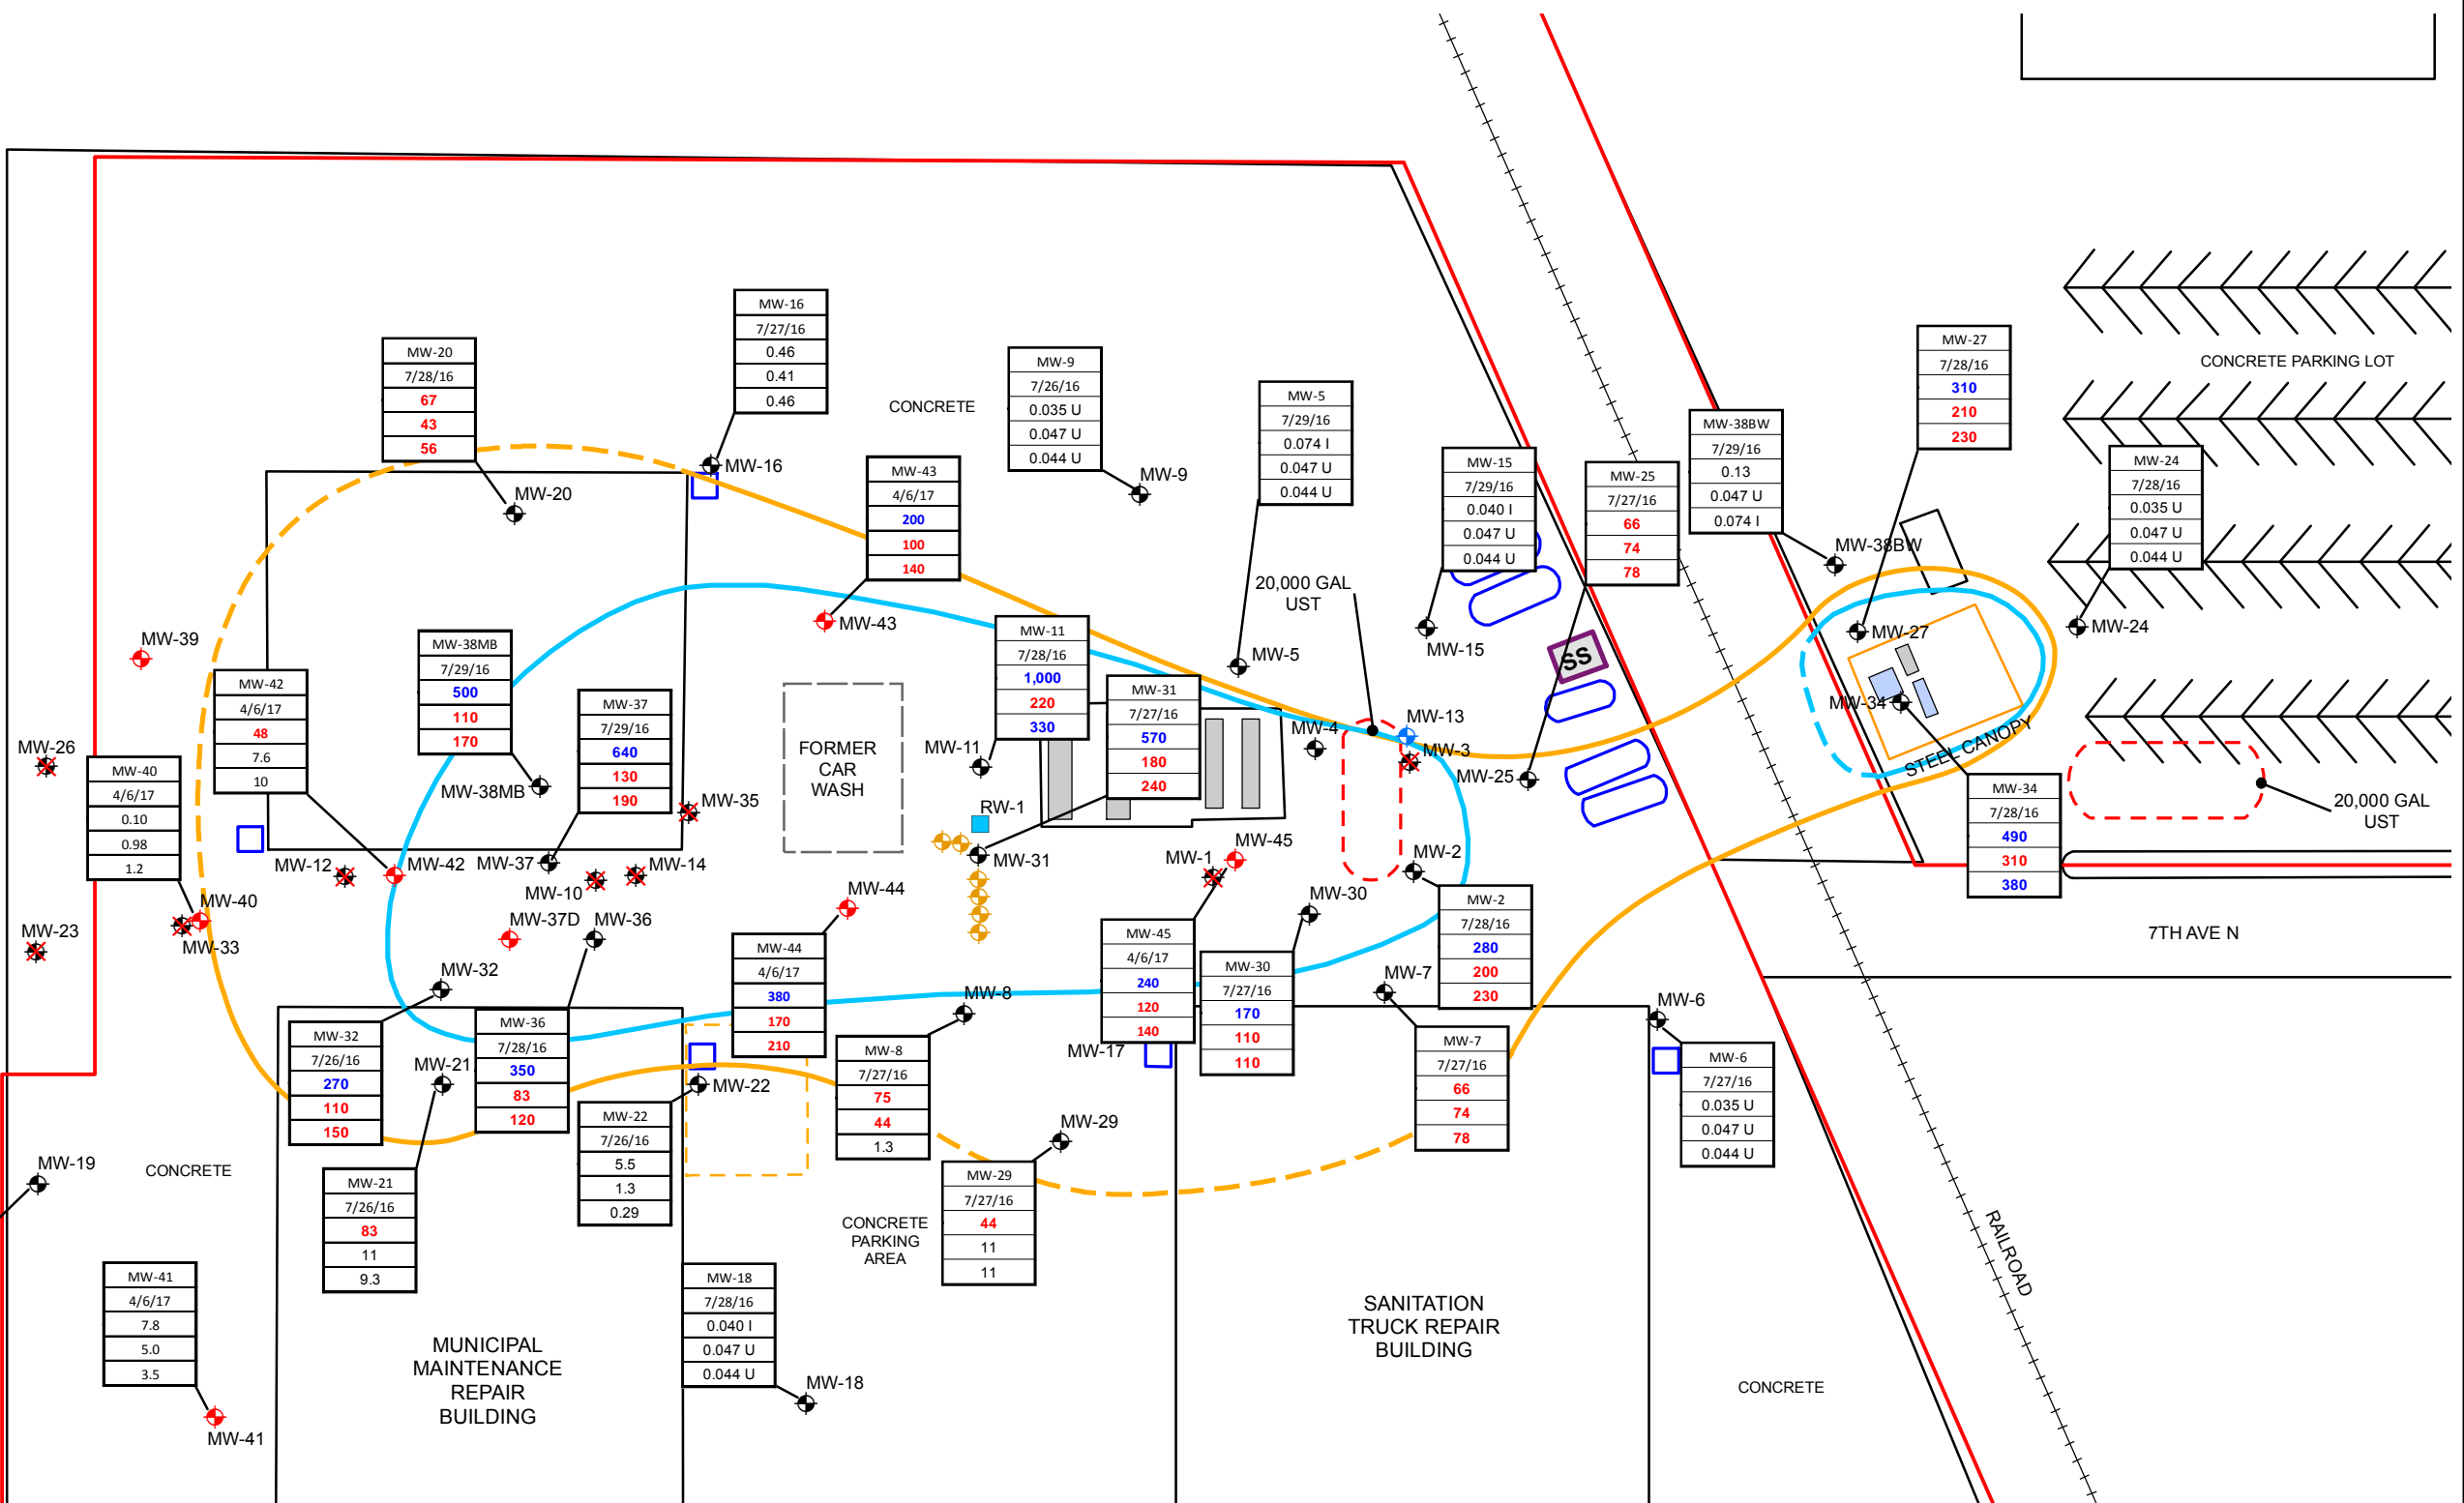 MW-16
7/27/16
0.46
0.41
0.46
MW-16
MW-20
7/28/16
67
43
56
MW-20
CONCRETE
MW-9
7/26/16
0.035 U
0.047 U
0.044 U
MW-9
MW-5
7/29/16
0.074 I
0.047 U
0.044 U
MW-5
MW-27
7/28/16
310
210
230
MW-27
CONCRETE PARKING LOT
MW-43
4/6/17
200
100
140
MW-43
MW-15
7/29/16
0.040 I
0.047 U
0.044 U
MW-15
MW-25
7/27/16
66
74
78
MW-25
MW-38BW
7/29/16
0.13
0.047 U
0.074 I
MW-38BW
MW-24
7/28/16
0.035 U
0.047 U
0.044 U
MW-24
20,000 GAL
UST
SS
MW-39
MW-38MB
7/29/16
500
110
170
MW-38MB
MW-42
4/6/17
48
7.6
10
MW-42
MW-37
7/29/16
640
130
190
MW-37
MW-35
FORMER
CAR
WASH
MW-11
7/28/16
1,000
220
330
MW-11
MW-31
7/27/16
570
180
240
MW-31
RW-1
MW-4
MW-13
MW-3
MW-34
STEEL CANOPY
MW-34
7/28/16
490
310
380
20,000 GAL
UST
MW-26
MW-40
4/6/17
0.10
0.98
1.2
MW-40
MW-33
MW-23
MW-12
MW-10
MW-14
MW-37D
MW-36
MW-32
MW-44
MW-44
4/6/17
380
170
210
MW-1
MW-45
MW-45
4/6/17
240
120
140
MW-17
MW-30
MW-30
7/27/16
170
110
110
MW-2
MW-2
7/28/16
280
200
230
7TH AVE N
MW-32
7/26/16
270
110
150
MW-21
MW-36
7/28/16
350
83
120
MW-22
MW-22
7/26/16
5.5
1.3
0.29
MW-8
MW-8
7/27/16
75
44
1.3
MW-7
MW-7
7/27/16
66
74
78
MW-6
MW-6
7/27/16
0.035 U
0.047 U
0.044 U
MW-19
CONCRETE
MW-21
7/26/16
83
11
9.3
MW-29
MW-29
7/27/16
44
11
11
CONCRETE
PARKING
AREA
RAILROAD
MW-41
4/6/17
7.8
5.0
3.5
MW-41
MUNICIPAL
MAINTENANCE
REPAIR
BUILDING
MW-18
7/28/16
0.040 I
0.047 U
0.044 U
MW-18
SANITATION
TRUCK REPAIR
BUILDING
CONCRETE